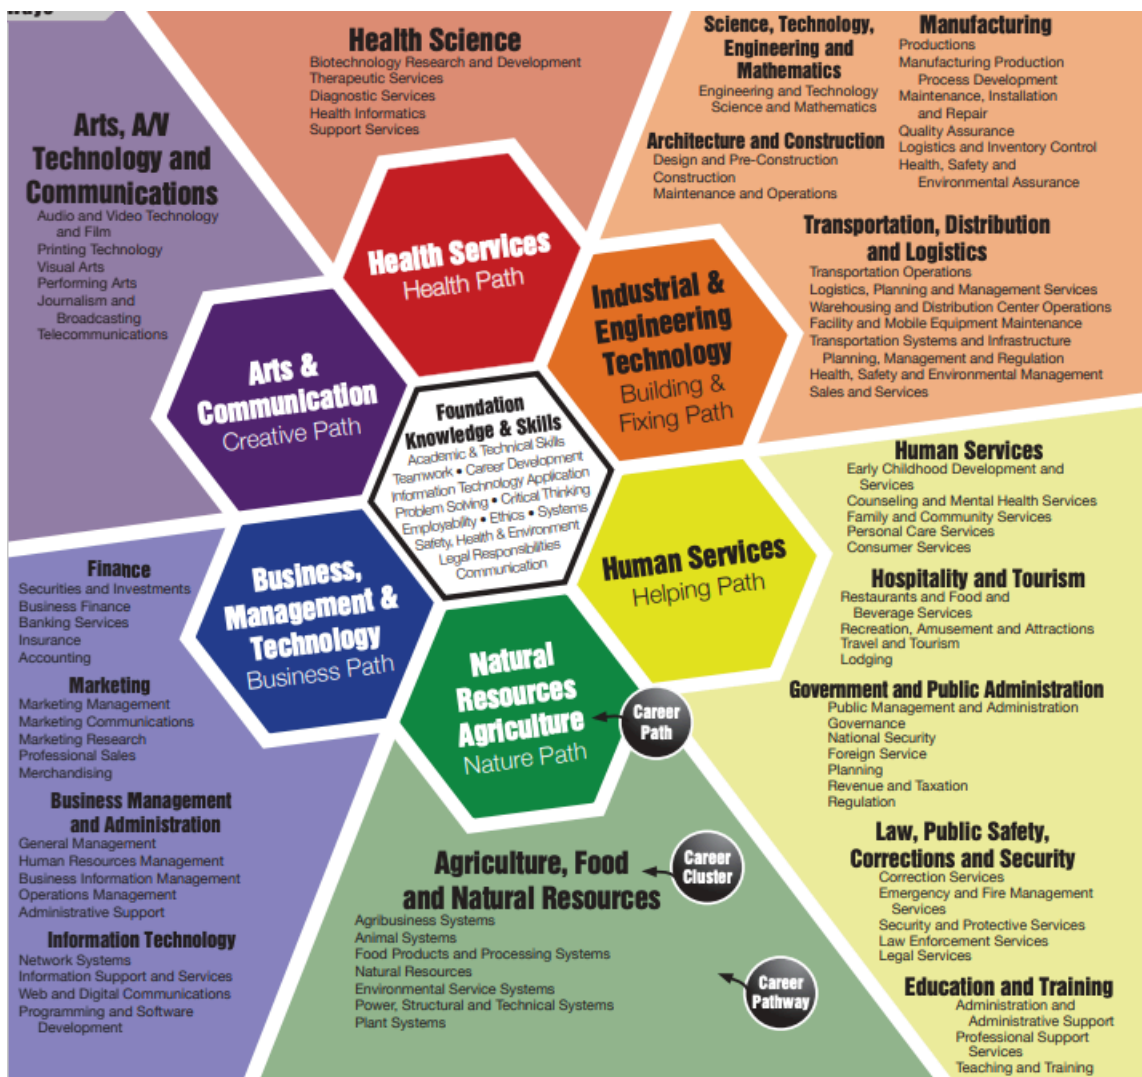 Health Science
Biotechnology Research and Development
Therapeutic Services
Diagnostic Services
Health Informatics
Support Services
Science, Technology,
Engineering and
Mathematics
Engineering and Technology
Science and Mathematics
Architecture and Construction
Design and Pre-Construction
Construction
Maintenance and Operations
Manufacturing
Productions
Manufacturing Production
Process Development
Maintenance, Installation
and Repair
Quality Assurance
Logistics and Inventory Control
Health, Safety and
Environmental Assurance
Transportation, Distribution
and Logistics
Transportation Operations
Logistics, Planning and Management Services
Warehousing and Distribution Center Operations
Facility and Mobile Equipment Maintenance
Transportation Systems and Infrastructure
Planning, Management and Regulation
Health, Safety and Environmental Management
Sales and Services
Arts, A/V
Technology and
Communications
Audio and Video Technology
and Film
Printing Technology
Visual Arts
Performing Arts
Journalism and
Broadcasting
Telecommunications
Health Services
Health Path
Industrial &
Engineering
Technology
Building &
Fixing Path
Arts &
Communication
Creative Path
Foundation
Knowledge & Skills
Academic & Technical Skills
Teamwork • Career Development
Information Technology Application
Problem Solving • Critical Thinking
Employability • Ethics • Systems
Safety, Health & Environment
Legal Responsibilities
Communication
Human Services
Helping Path
Business,
Management &
Technology
Business Path
Natural
Resources
Agriculture
Nature Path
Career
Path
Human Services
Early Childhood Development and
Services
Counseling and Mental Health Services
Family and Community Services
Personal Care Services
Consumer Services
Hospitality and Tourism
Restaurants and Food and
Beverage Services
Recreation, Amusement and Attractions
Travel and Tourism
Lodging
Government and Public Administration
Public Management and Administration
Governance
National Security
Foreign Service
Planning
Revenue and Taxation
Regulation
Law, Public Safety,
Corrections and Security
Correction Services
Emergency and Fire Management
Services
Security and Protective Services
Law Enforcement Services
Legal Services
Education and Training
Administration and
Administrative Support
Professional Support
Services
Teaching and Training
Finance
Securities and Investments
Business Finance
Banking Services
Insurance
Accounting
Marketing
Marketing Management
Marketing Communications
Marketing Research
Professional Sales
Merchandising
Business Management
and Administration
General Management
Human Resources Management
Business Information Management
Operations Management
Administrative Support
Information Technology
Network Systems
Information Support and Services
Web and Digital Communications
Programming and Software
Development
Agriculture, Food
and Natural Resources
Agribusiness Systems
Animal Systems
Food Products and Processing Systems
Natural Resources
Environmental Service Systems
Power, Structural and Technical Systems
Plant Systems
Career
Cluster
Career
Pathway